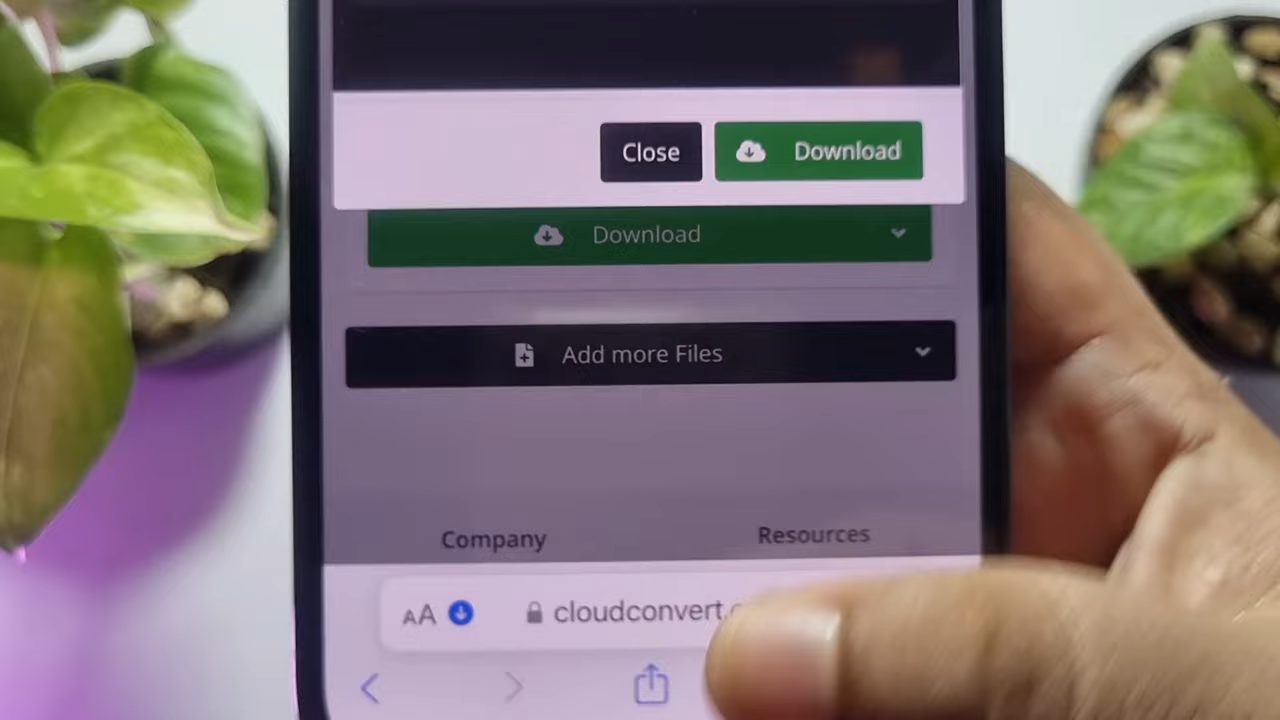 Close
Download
Download
Add more Files
Company
Resources
AA
cloudconvert.